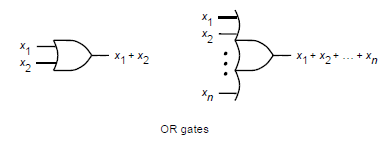 x1
x2
x1 + x2
x1
x2
xn
x1 + x2 + ... + xn
OR gates